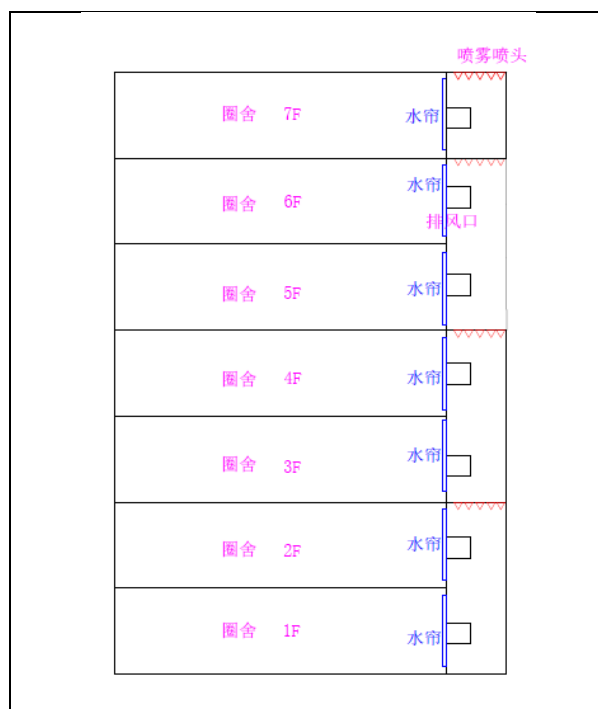 喷雾喷头
圈舍 7F 水帘
圈舍 6F 水帘
排风口
圈舍 5F 水帘
圈舍 4F 水帘
圈舍 3F 水帘
圈舍 2F 水帘
圈舍 1F 水帘